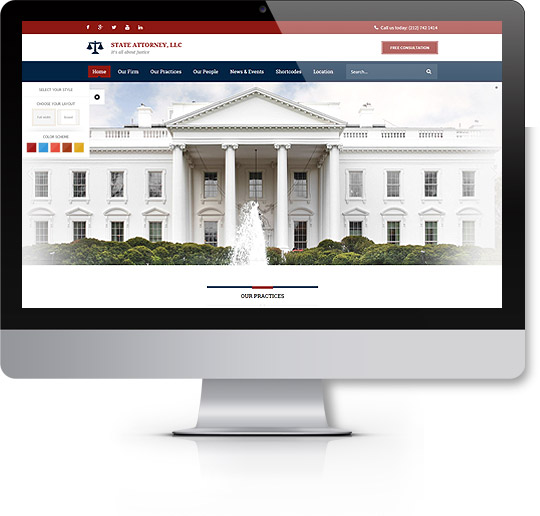 Call us today: (212) 742 1414
STATE ATTORNEY, LLC
It's all about justice
FREE CONSULTATION
Home Our Firm Our Practices Our People News & Events Shortcodes Location Search...
SELECT YOUR STYLE
CHOOSE YOUR LAYOUT
Full Width Boxed
COLOR SCHEME
OUR PRACTICES